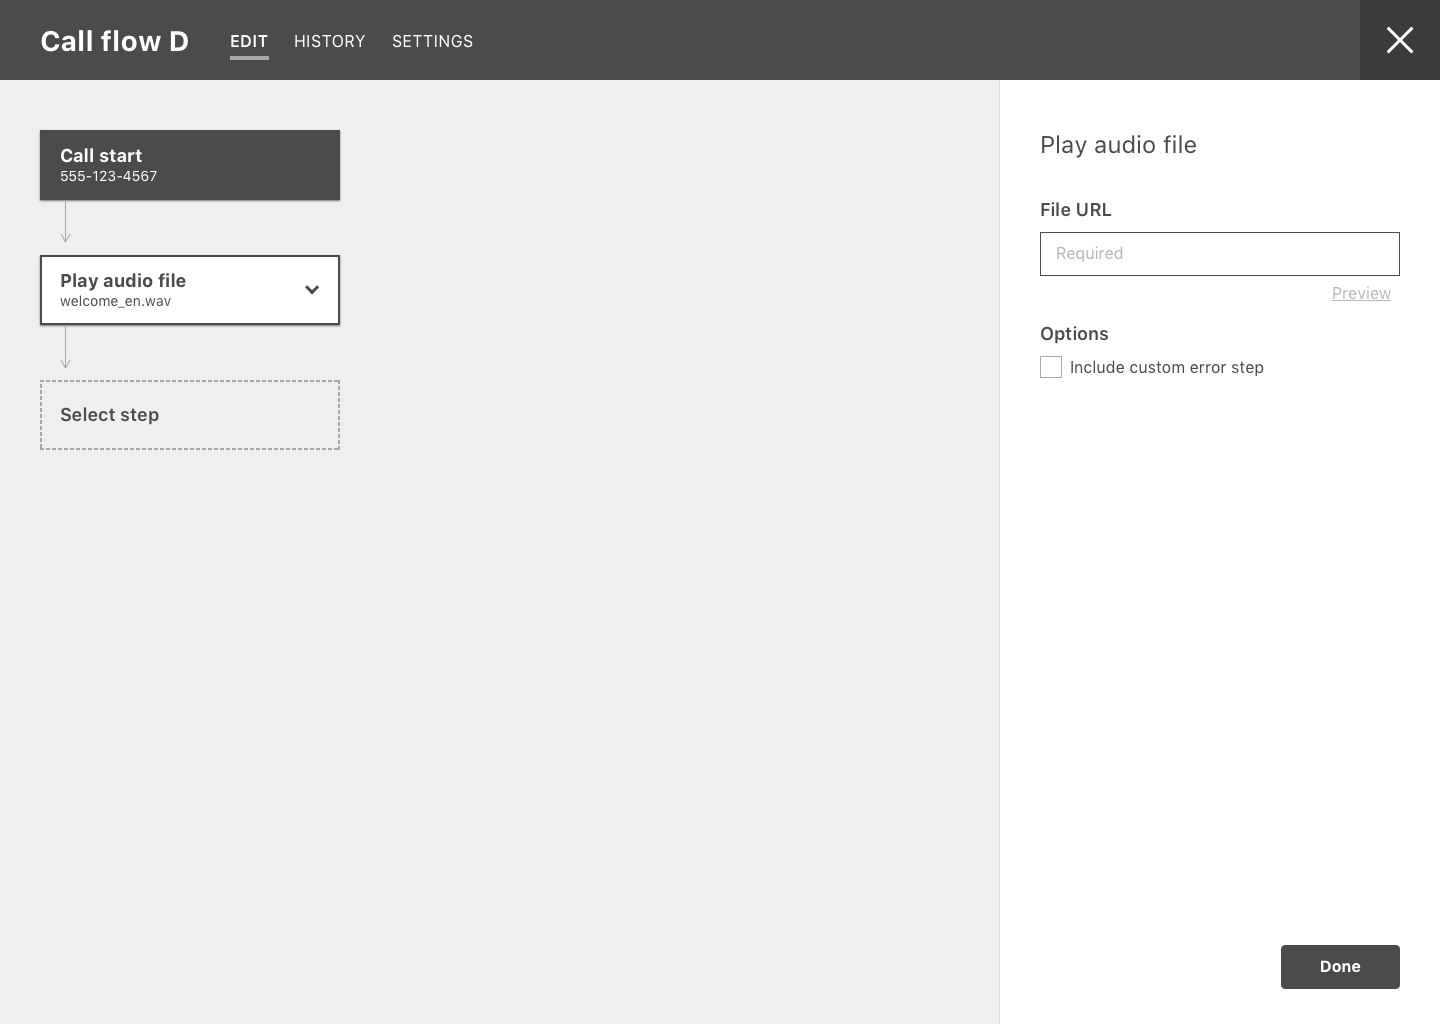 Call flow D
EDIT
HISTORY
SETTINGS
Call start
555-123-4567
Play audio file
welcome_en.wav
Select step
Play audio file
File URL
Required
Preview
Options
Include custom error step
Done